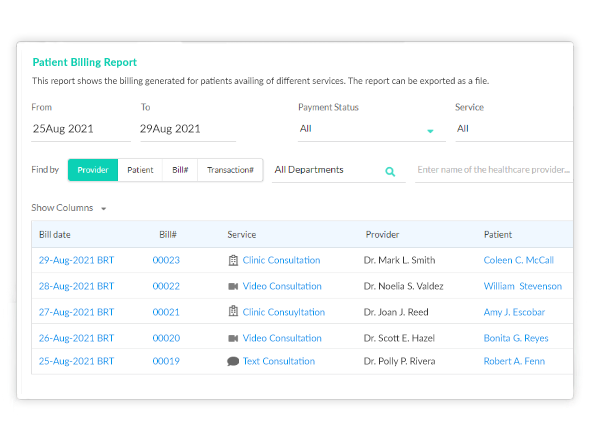 Patient Billing Report
This report shows the billing generated for patients availing of different services. The report can be exported as a file.
From To Payment Status Service
25Aug 2021 29Aug 2021 All All
Find by Provider Patient Bill# Transaction# All Departments Enter name of the healthcare provider...
Show Columns
Bill date Bill# Service Provider Patient
29-Aug-2021 BRT 00023 Clinic Consultation Dr. Mark L. Smith Coleen C. McCall
28-Aug-2021 BRT 00022 Video Consultation Dr. Noelia S. Valdez William Stevenson
27-Aug-2021 BRT 00021 Clinic Consuyltation Dr. Joan J. Reed Amy J. Escobar
26-Aug-2021 BRT 00020 Video Consultation Dr. Scott E. Hazel Bonita G. Reyes
25-Aug-2021 BRT 00019 Text Consultation Dr. Polly P. Rivera Robert A. Fenn